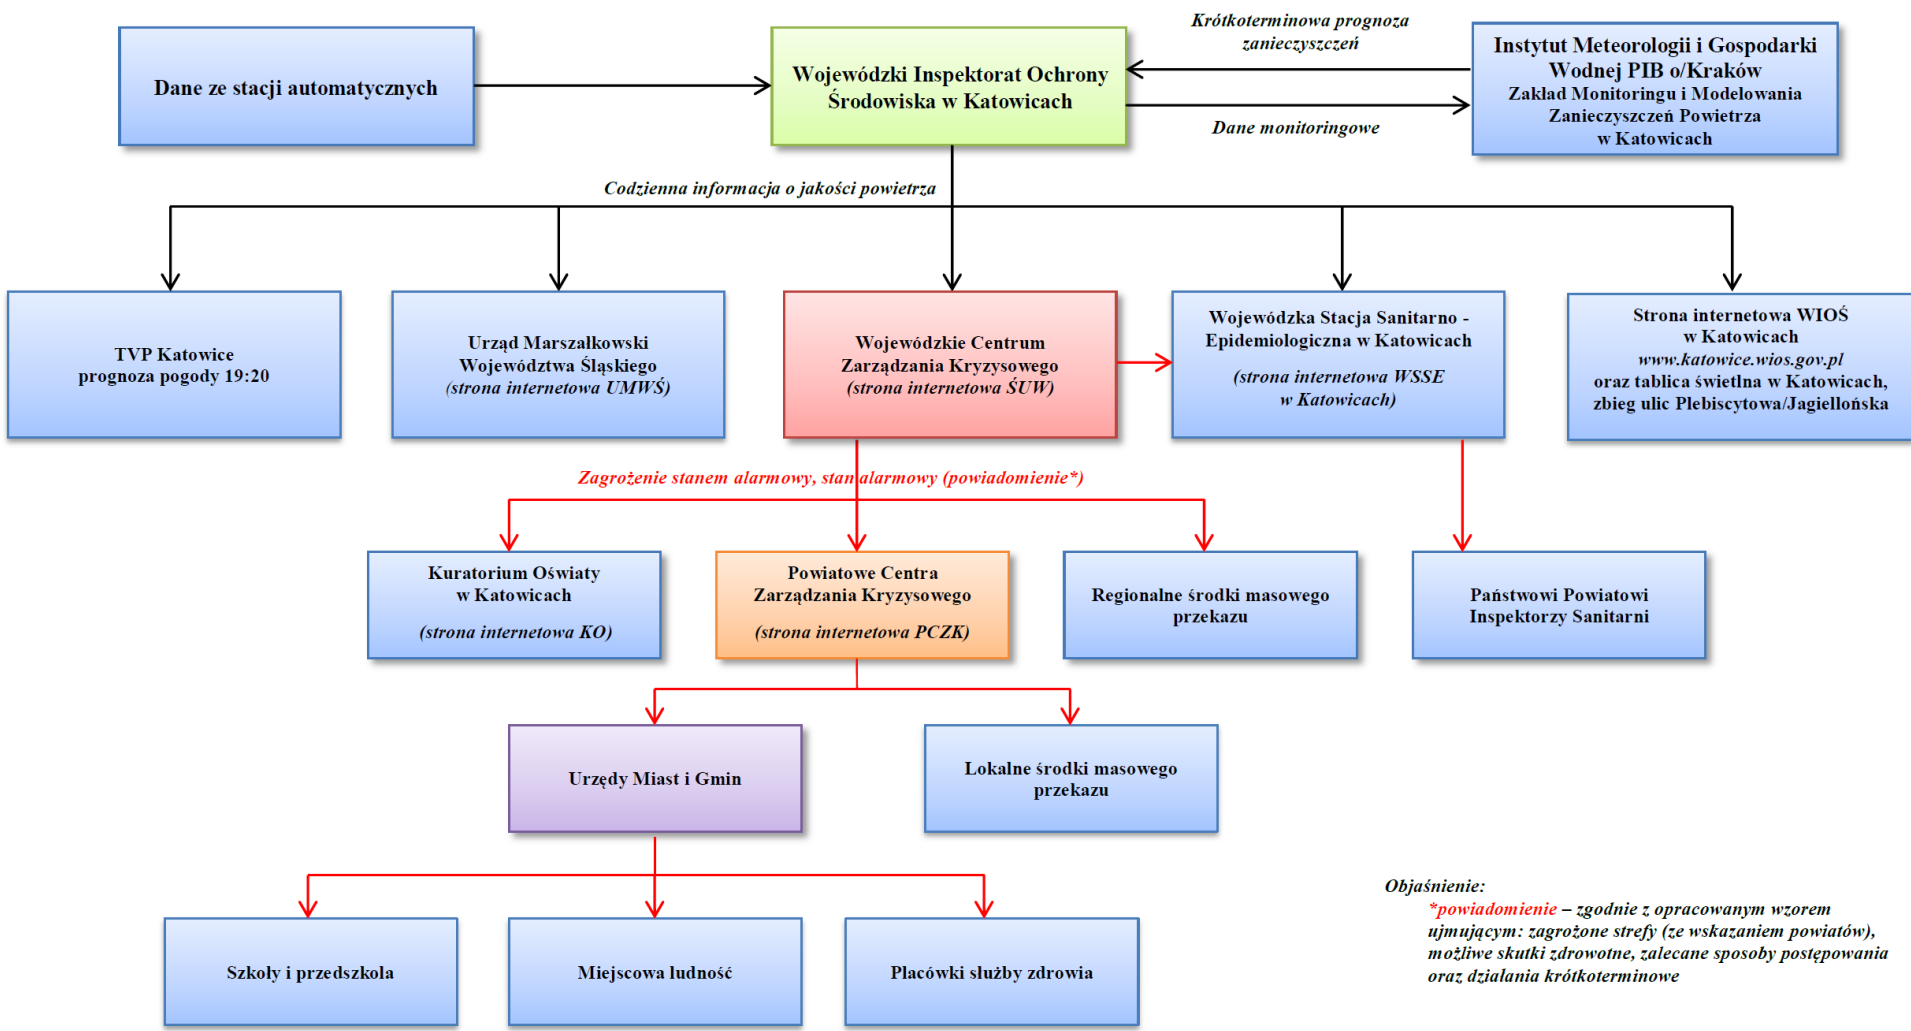 Dane ze stacji automatycznych
Wojewódzki Inspektorat Ochrony
Środowiska w Katowicach
Krótkoterminowa prognoza
zanieczyszczeń
Dane monitoringowe
Instytut Meteorologii i Gospodarki
Wodnej PIB o/Kraków
Zakład Monitoringu i Modelowania
Zanieczyszczeń Powietrza
w Katowicach
Codzienna informacja o jakości powietrza
TVP Katowice
prognoza pogody 19:20
Urząd Marszałkowski
Województwa Śląskiego
(strona internetowa UMWŚ)
Wojewódzkie Centrum
Zarządzania Kryzysowego
(strona internetowa ŚUW)
Wojewódzka Stacja Sanitarno -
Epidemiologiczna w Katowicach
(strona internetowa WSSE
w Katowicach)
Strona internetowa WIOŚ
w Katowicach
www.katowice.wios.gov.pl
oraz tablica świetlna w Katowicach,
zbieg ulic Plebiscytowa/Jagiellońska
Zagrożenie stanem alarmowy, stan alarmowy (powiadomienie*)
Kuratorium Oświaty
w Katowicach
(strona internetowa KO)
Powiatowe Centra
Zarządzania Kryzysowego
(strona internetowa PCZK)
Regionalne środki masowego
przekazu
Państwowi Powiatowi
Inspektorzy Sanitarni
Urzędy Miast i Gmin
Lokalne środki masowego
przekazu
Szkoły i przedszkola
Miejscowa ludność
Placówki służby zdrowia
Objaśnienie:
*powiadomienie – zgodnie z opracowanym wzorem
ujmującym: zagrożone strefy (ze wskazaniem powiatów),
możliwe skutki zdrowotne, zalecane sposoby postępowania
oraz działania krótkoterminowe